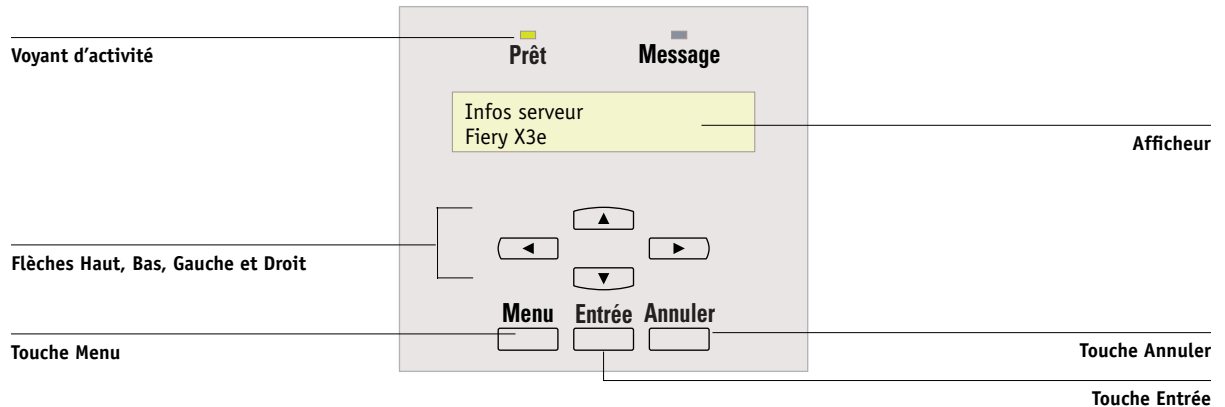 Voyant d’activité
Prêt
Message
Infos serveur
Fiery X3e
Afficheur
Flèches Haut, Bas, Gauche et Droit
Menu
Entrée
Annuler
Touche Menu
Touche Annuler
Touche Entrée